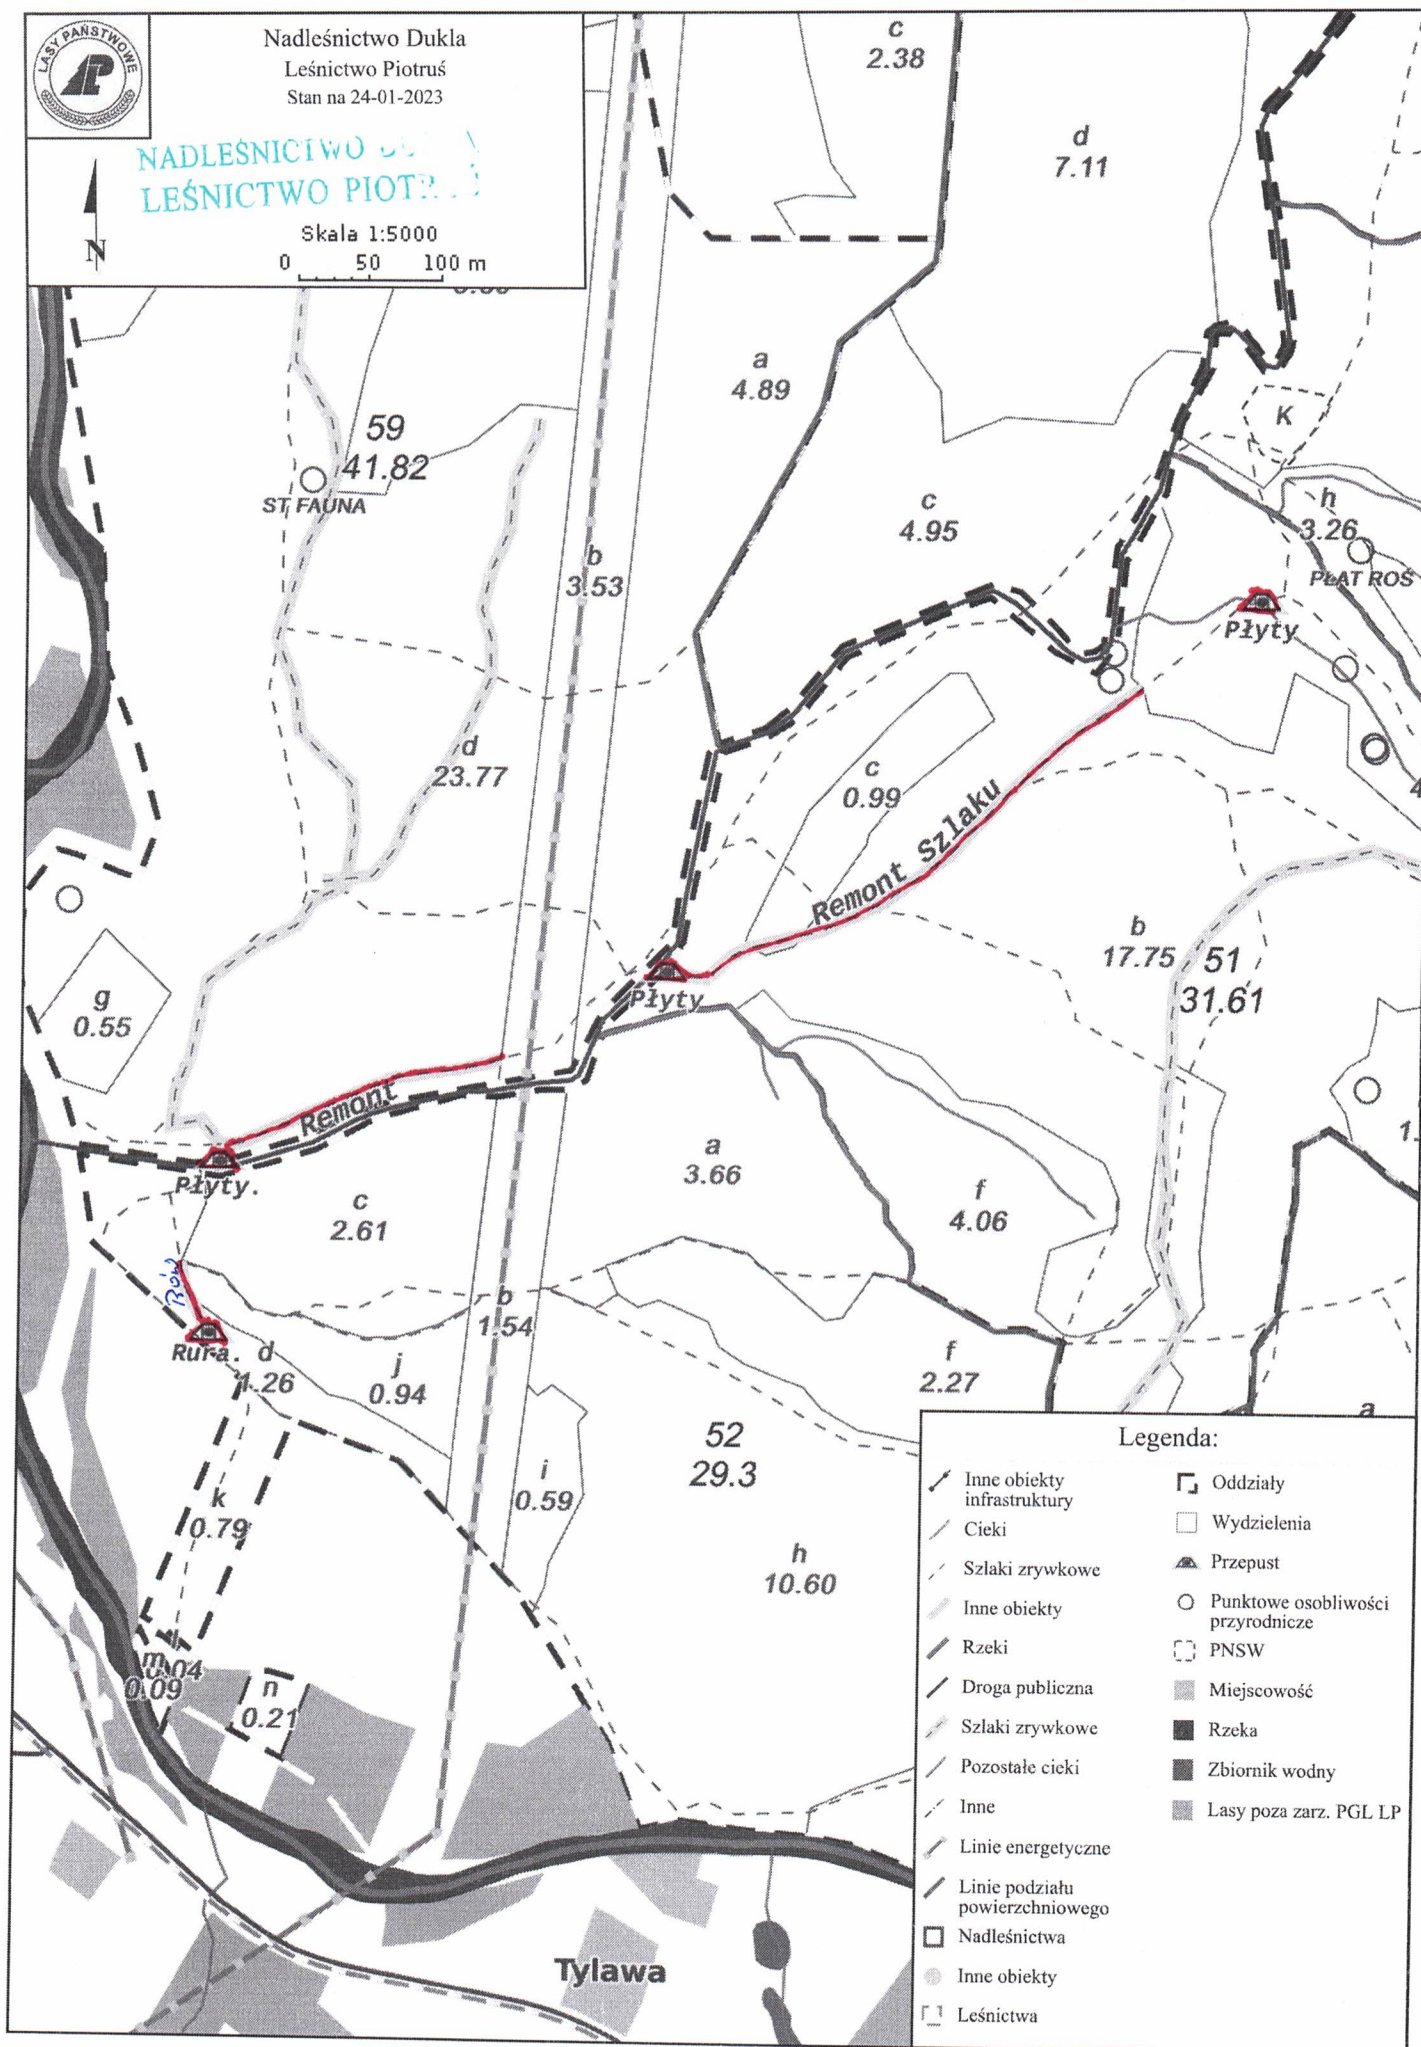 LASY PAŃSTWOWE
Nadleśnictwo Dukla
Leśnictwo Piotruś
Stan na 24-01-2023
NADLEŚNICTWO
LEŚNICTWO
N
Skala 1:5000
0 50 100 m
c
2.38
d
7.11
a
4.89
K
59
41.82
ST FAUNA
c
4.95
h
3.26
PŁAT ROŚ
b
3.53
Płyty
d
23.77
c
0.99
Remont Szlaku
b
17.75
51
31.61
g
0.55
Płyty
Remont
Płyty.
a
3.66
c
2.61
f
4.06
Rów
b
1.54
Rura.
d
1.26
j
0.94
f
2.27
a
52
29.3
i
0.59
k
0.79
h
10.60
m
0.09
n
0.21
Tylawa
Legenda:
Inne obiekty
infrastruktury
Cieki
Szlaki zrywkowe
Inne obiekty
Rzeki
Droga publiczna
Szlaki zrywkowe
Pozostałe cieki
Inne
Linie energetyczne
Linie podziału
powierzchniowego
Nadleśnictwa
Inne obiekty
Leśnictwa
Oddziały
Wydzielenia
Przepust
Punktowe osobliwości
przyrodnicze
PNSW
Miejscowość
Rzeka
Zbiornik wodny
Lasy poza zarz. PGL LP